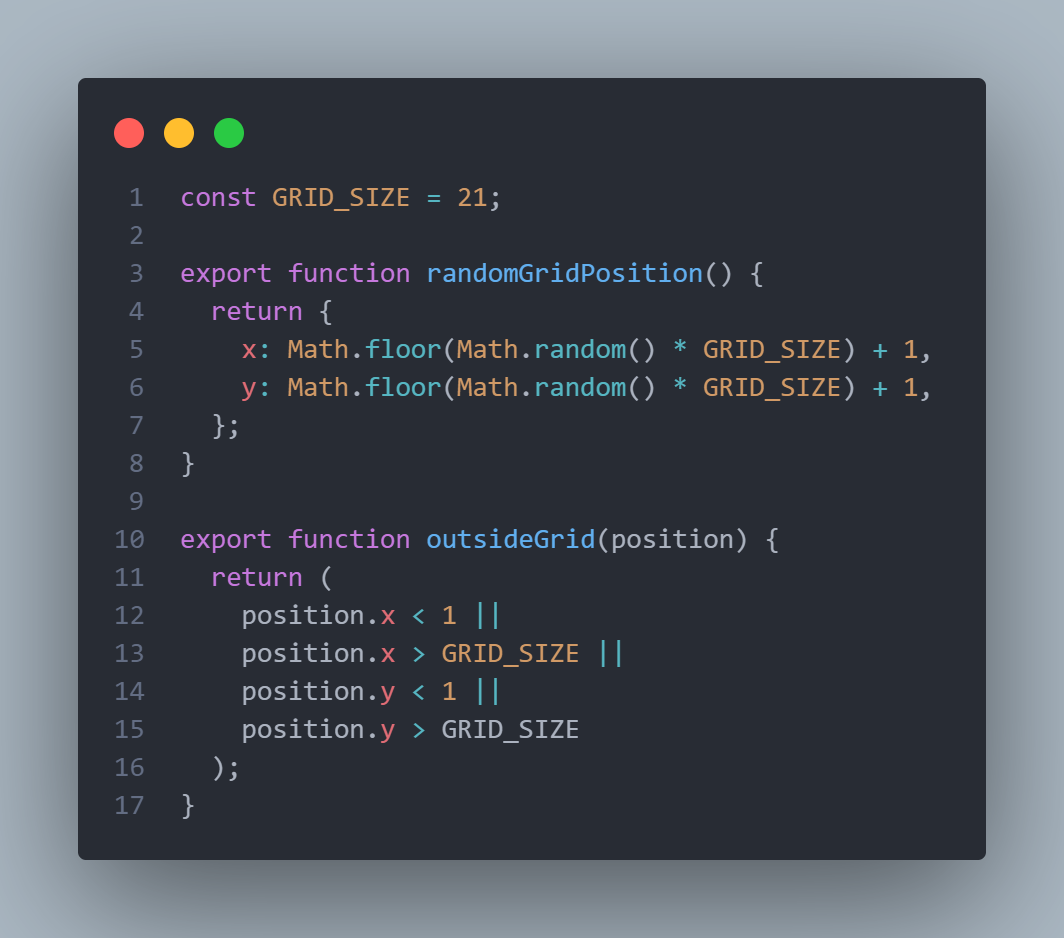 1 const GRID_SIZE = 21;
2
3 export function randomGridPosition() {
4   return {
5     x: Math.floor(Math.random() * GRID_SIZE) + 1,
6     y: Math.floor(Math.random() * GRID_SIZE) + 1,
7   };
8 }
9
10 export function outsideGrid(position) {
11   return (
12     position.x < 1 ||
13     position.x > GRID_SIZE ||
14     position.y < 1 ||
15     position.y > GRID_SIZE
16   );
17 }